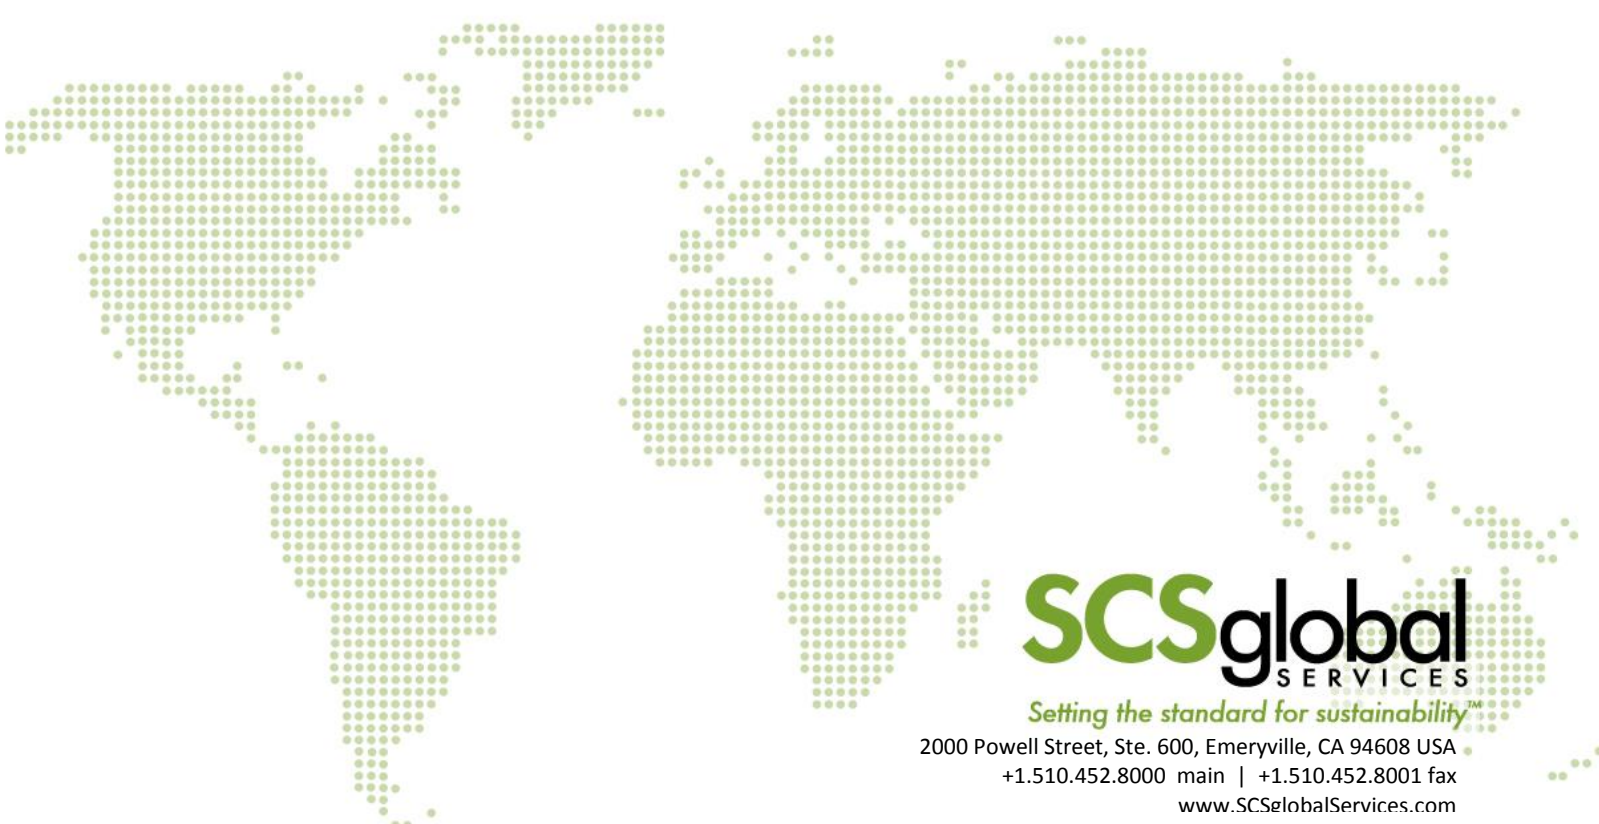 SCSglobal
SERVICES
Setting the standard for sustainability™
2000 Powell Street, Ste. 600, Emeryville, CA 94608 USA
+1.510.452.8000 main | +1.510.452.8001 fax
www.SCSglobalServices.com